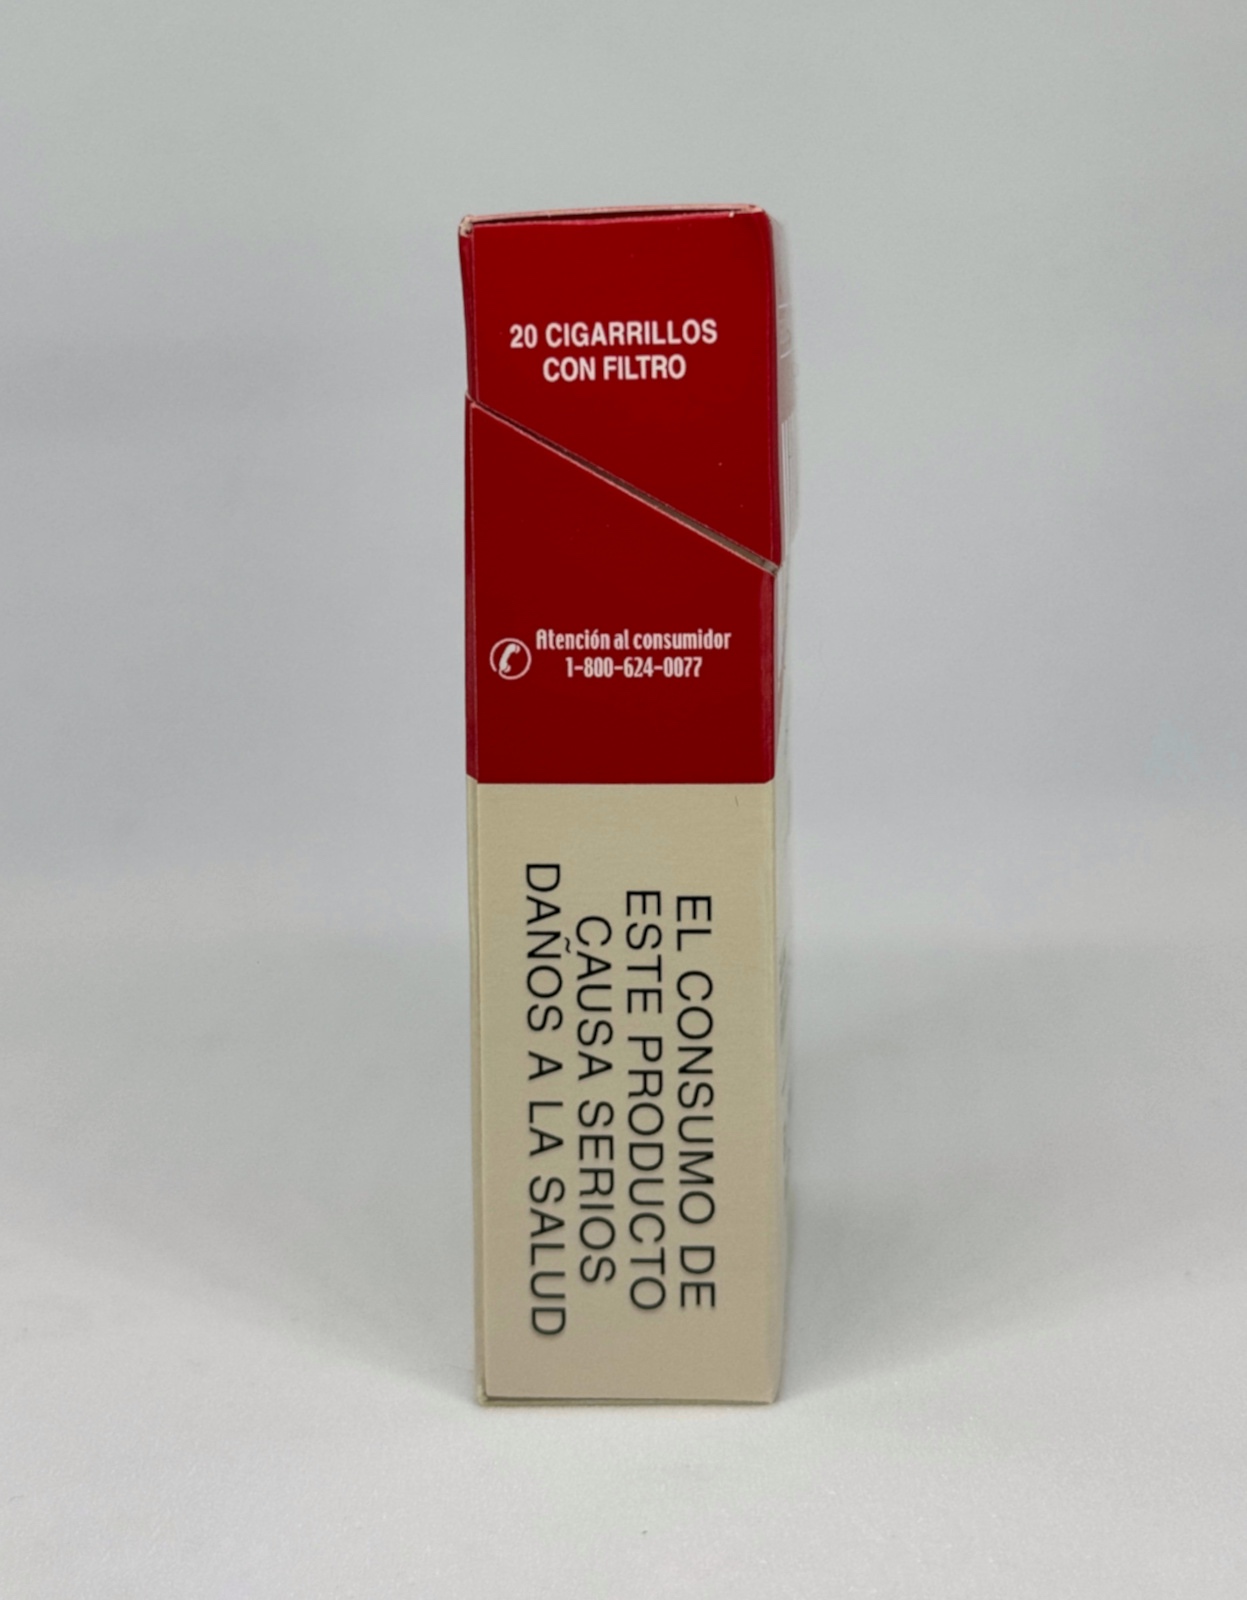 20 CIGARRILLOS
CON FILTRO
Atención al consumidor
1-800-624-0077
EL CONSUMO DE
ESTE PRODUCTO
CAUSA SERIOS
DAÑOS A LA SALUD